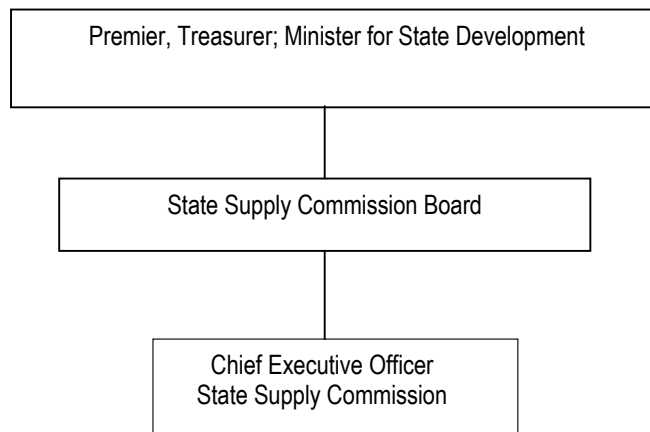 Premier, Treasurer; Minister for State Development
State Supply Commission Board
Chief Executive Officer
State Supply Commission